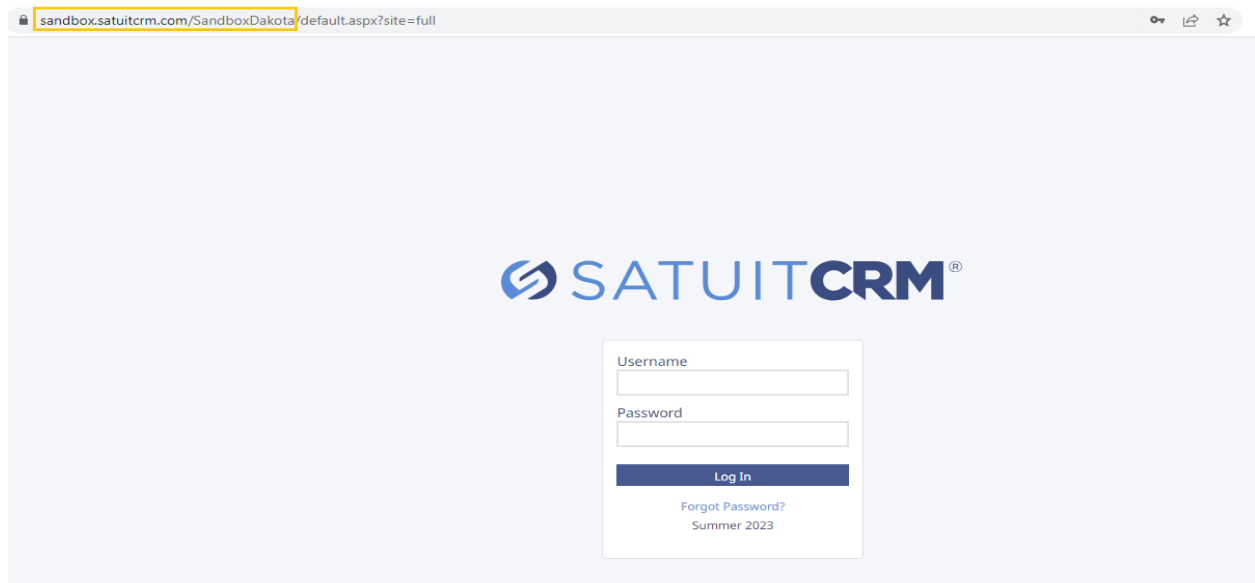 sandbox.satuitcrm.com/SandboxDakota/default.aspx?site=full
SATUITCRM®
Username
Password
Log In
Forgot Password?
Summer 2023